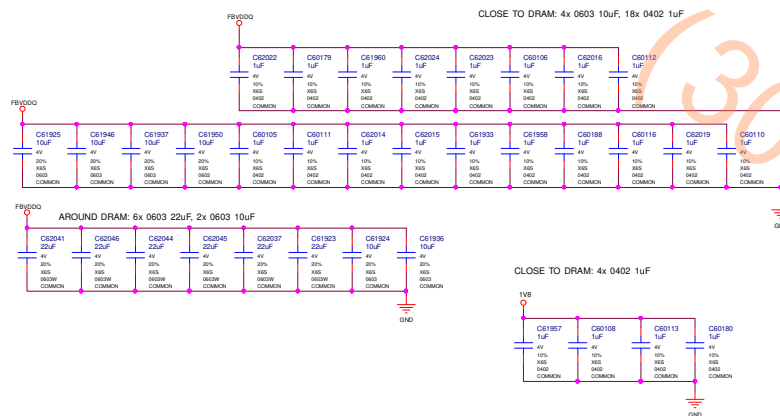 CLOSE TO DRAM: 4x 0603 10uF, 18x 0402 1uF
FBVDDQ
C62022 C60179 C61960 C62024 C62023 C60106 C62016 C60112
1uF 1uF 1uF 1uF 1uF 1uF 1uF 1uF
4V 4V 4V 4V 4V 4V 4V 4V
10% 10% 10% 10% 10% 10% 10% 10%
X6S X6S X6S X6S X6S X6S X6S X6S
0402 0402 0402 0402 0402 0402 0402 0402
COMMON COMMON COMMON COMMON COMMON COMMON COMMON COMMON
(30
FBVDDQ
C61925 C61946 C61937 C61950 C60105 C60111 C62014 C62015 C61933 C61958 C60188 C60116 C62019 C60110
10uF 10uF 10uF 10uF 1uF 1uF 1uF 1uF 1uF 1uF 1uF 1uF 1uF 1uF
4V 4V 4V 4V 4V 4V 4V 4V 4V 4V 4V 4V 4V 4V
20% 20% 20% 20% 10% 10% 10% 10% 10% 10% 10% 10% 10% 10%
X6S X6S X6S X6S X6S X6S X6S X6S X6S X6S X6S X6S X6S X6S
0603 0603 0603 0603 0402 0402 0402 0402 0402 0402 0402 0402 0402 0402
COMMON COMMON COMMON COMMON COMMON COMMON COMMON COMMON COMMON COMMON COMMON COMMON COMMON COMMON
FBVDDQ
AROUND DRAM: 6x 0603 22uF, 2x 0603 10uF
C62041 C62046 C62044 C62045 C62037 C61923 C61924 C61936
22uF 22uF 22uF 22uF 22uF 22uF 10uF 10uF
4V 4V 4V 4V 4V 4V 4V 4V
20% 20% 20% 20% 20% 20% 20% 20%
X6S X6S X6S X6S X6S X6S X6S X6S
0603W 0603W 0603W 0603W 0603W 0603W 0603 0603
COMMON COMMON COMMON COMMON COMMON COMMON COMMON COMMON
GND
CLOSE TO DRAM: 4x 0402 1uF
1V8
C61957 C60108 C60113 C60180
1uF 1uF 1uF 1uF
4V 4V 4V 4V
10% 10% 10% 10%
X6S X6S X6S X6S
0402 0402 0402 0402
COMMON COMMON COMMON COMMON
GND